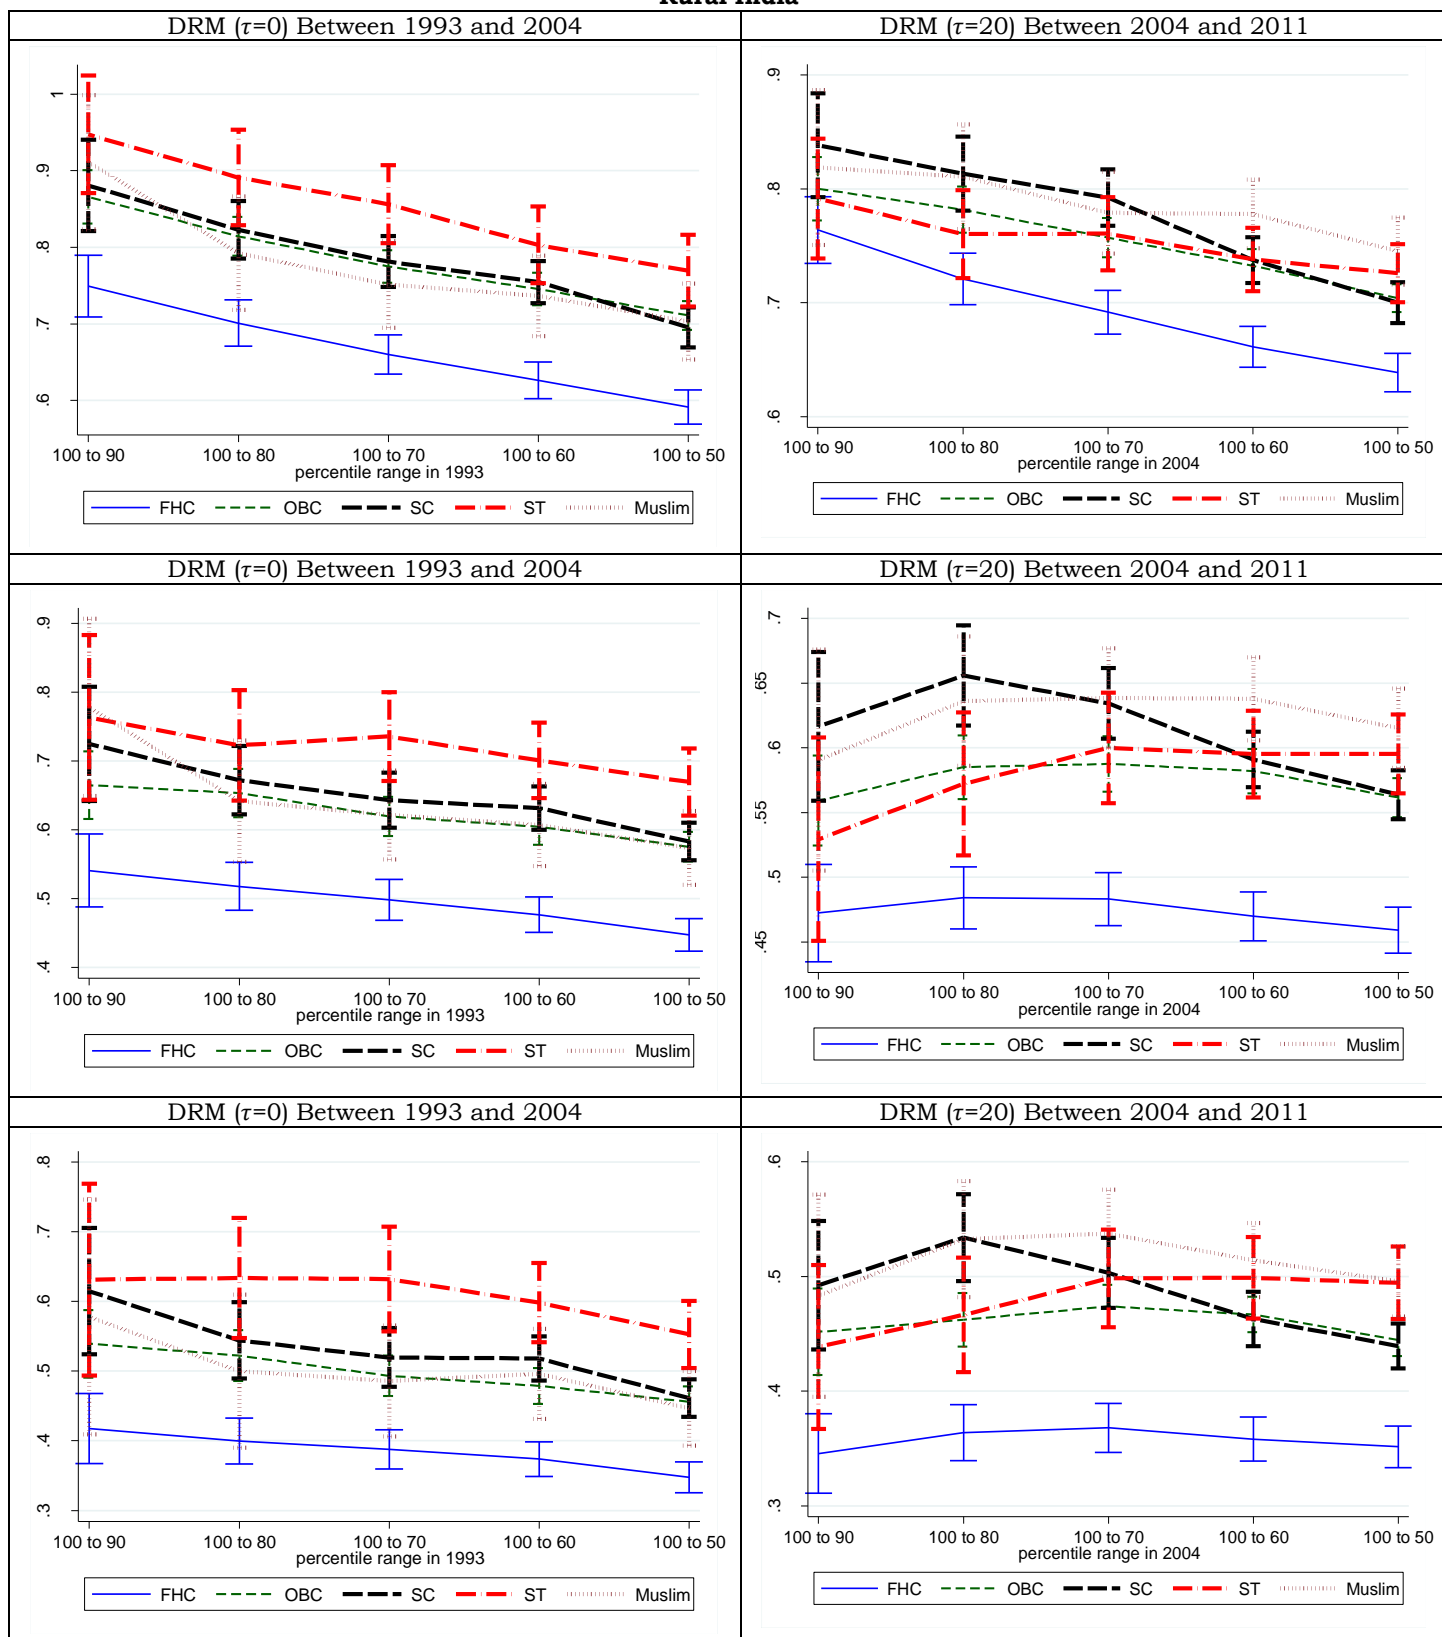 Rural India
DRM (τ=0) Between 1993 and 2004
DRM (τ=20) Between 2004 and 2011
1
.9
.8
.7
.6
100 to 90
100 to 80
100 to 70
100 to 60
100 to 50
percentile range in 1993
FHC OBC SC ST Muslim
.9
.8
.7
.6
100 to 90
100 to 80
100 to 70
100 to 60
100 to 50
percentile range in 2004
FHC OBC SC ST Muslim
DRM (τ=0) Between 1993 and 2004
DRM (τ=20) Between 2004 and 2011
.9
.8
.7
.6
.5
.4
100 to 90
100 to 80
100 to 70
100 to 60
100 to 50
percentile range in 1993
FHC OBC SC ST Muslim
.7
.65
.6
.55
.5
.45
100 to 90
100 to 80
100 to 70
100 to 60
100 to 50
percentile range in 2004
FHC OBC SC ST Muslim
DRM (τ=0) Between 1993 and 2004
DRM (τ=20) Between 2004 and 2011
.8
.7
.6
.5
.4
.3
100 to 90
100 to 80
100 to 70
100 to 60
100 to 50
percentile range in 1993
FHC OBC SC ST Muslim
.6
.5
.4
.3
100 to 90
100 to 80
100 to 70
100 to 60
100 to 50
percentile range in 2004
FHC OBC SC ST Muslim